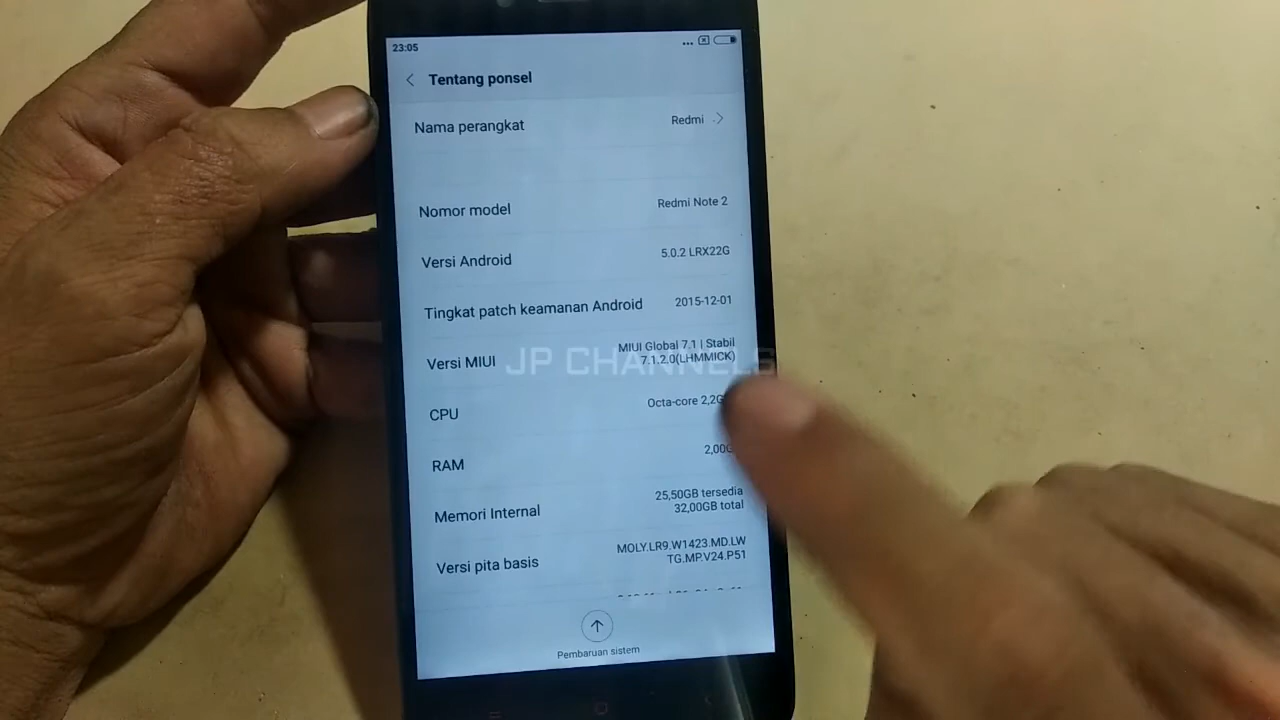 23:05
Tentang ponsel
Nama perangkat
Redmi
Nomor model
Redmi Note 2
Versi Android
5.0.2 LRX22G
Tingkat patch keamanan Android
2015-12-01
Versi MIUI
MIUI Global 7.1 | Stabil
7.1.2.0(LHMMICK)
JP CHANNELS
CPU
Octa-core 2,2G
RAM
2,00G
Memori Internal
25,50GB tersedia
32,00GB total
Versi pita basis
MOLY.LR9.W1423.MD.LW
TG.MP.V24.P51
Pembaruan sistem